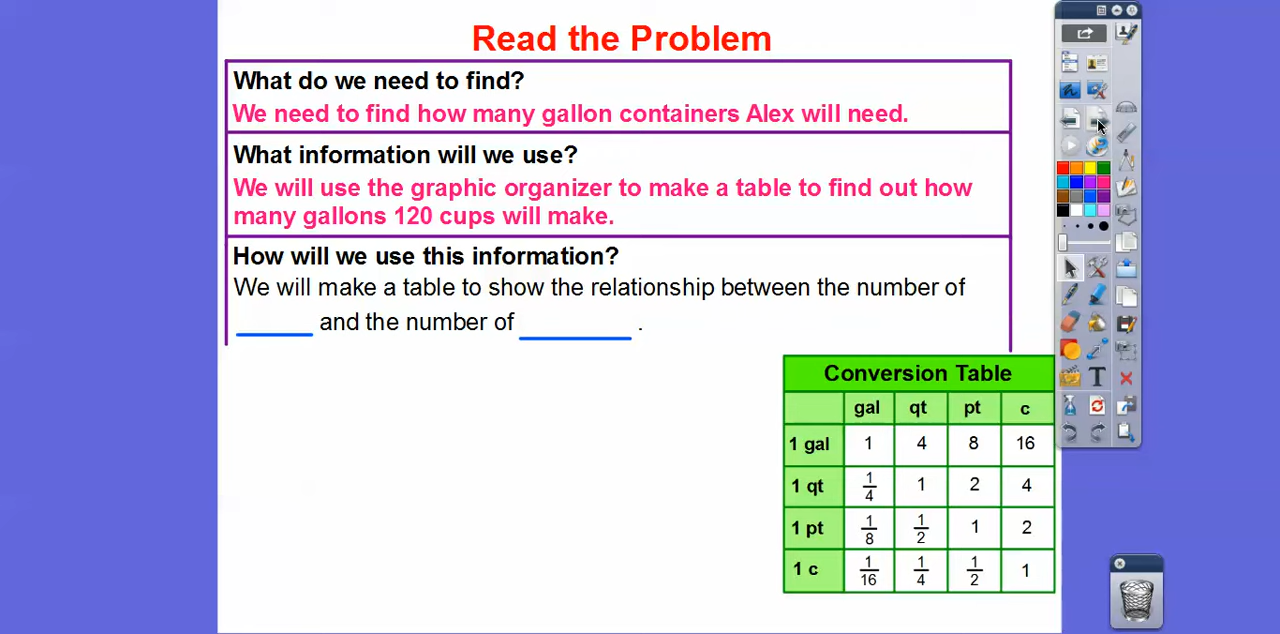 Read the Problem
What do we need to find?
We need to find how many gallon containers Alex will need.
What information will we use?
We will use the graphic organizer to make a table to find out how
many gallons 120 cups will make.
How will we use this information?
We will make a table to show the relationship between the number of
______ and the number of ________ .
Conversion Table
gal qt pt c
1 gal 1 4 8 16
1 qt 1/4 1 2 4
1 pt 1/8 1/2 1 2
1 c 1/16 1/4 1/2 1